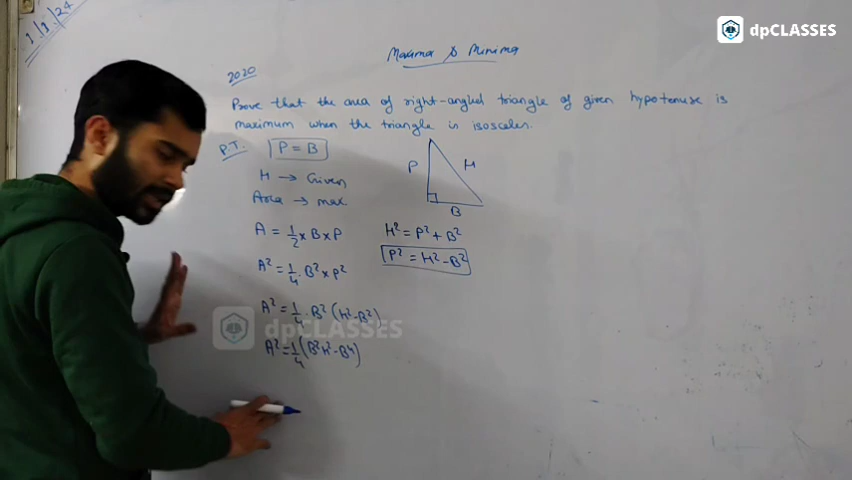 1/1/24
dpCLASSES
Maxima & Minima
2020
Prove that the area of right-angled triangle of given hypotenuse is
maximum when the triangle is isosceles.
P.T. P = B
H → Given
Area → max.
P
H
B
A = 1/2 × B × P
H² = P² + B²
A² = 1/4 . B² × P²
P² = H² - B²
A² = 1/4 . B² (H² - B²)
dpCLASSES
A² = 1/4 (B²H² - B⁴)